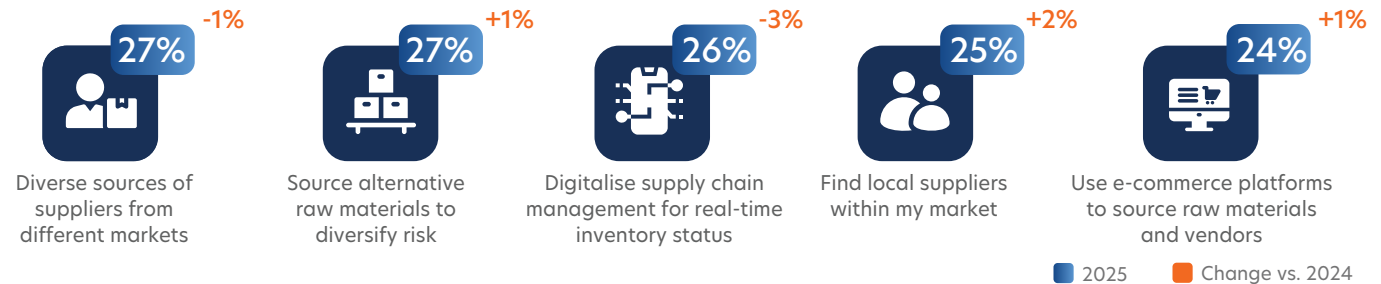 27% -1%
Diverse sources of
suppliers from
different markets
27% +1%
Source alternative
raw materials to
diversify risk
26% -3%
Digitalise supply chain
management for real-time
inventory status
25% +2%
Find local suppliers
within my market
24% +1%
Use e-commerce platforms
to source raw materials
and vendors
2025 Change vs. 2024